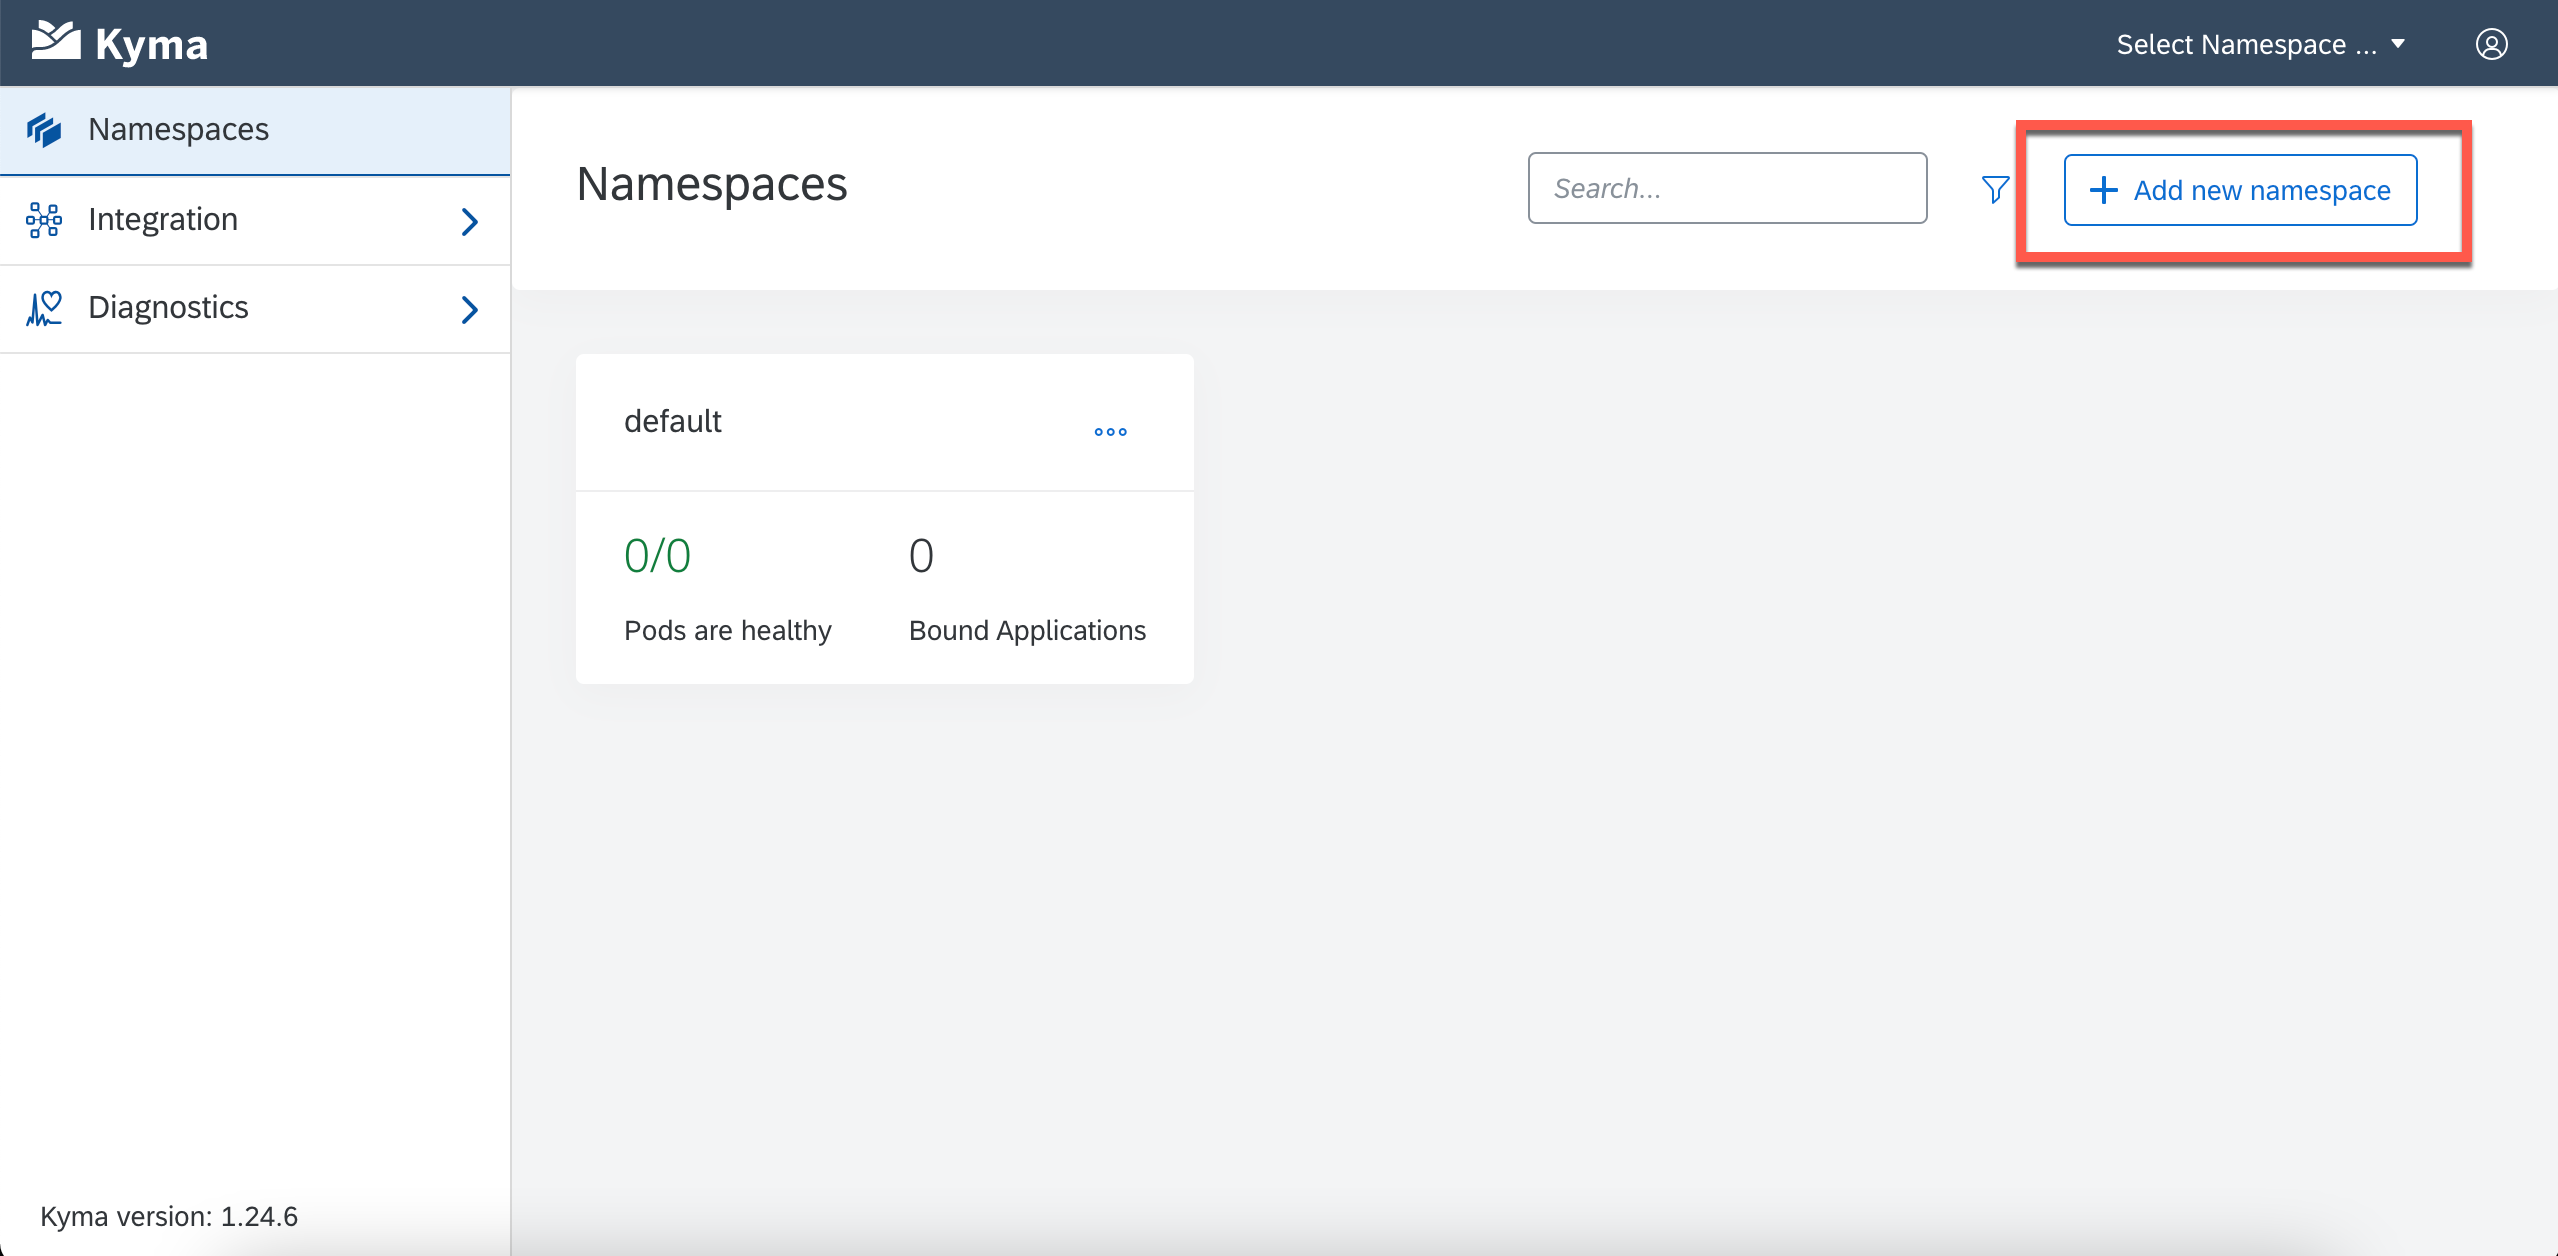 Kyma
Select Namespace ...
Namespaces
Integration
Diagnostics
Kyma version: 1.24.6
Namespaces
Search...
Add new namespace
default
0/0
Pods are healthy
0
Bound Applications